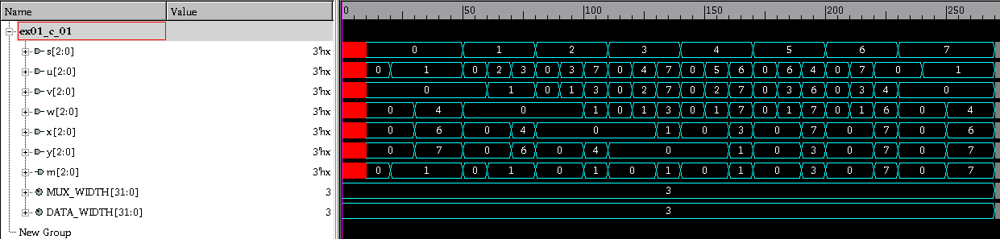 Name Value 0 50 100 150 200 250
ex01_c_01
s[2:0] 3'hx 0 1 2 3 4 5 6 7
u[2:0] 3'hx 0 1 0 2 3 0 3 7 0 4 7 0 5 6 0 6 4 0 7 0 1
v[2:0] 3'hx 0 1 0 1 3 0 2 7 0 2 7 0 3 6 0 3 4 0
w[2:0] 3'hx 0 4 0 1 0 1 3 0 1 7 0 1 7 0 1 6 0 4
x[2:0] 3'hx 0 6 0 4 0 1 0 3 0 7 0 7 0 6
y[2:0] 3'hx 0 7 0 6 0 4 0 1 0 3 0 7 0 7
m[2:0] 3'hx 0 1 0 1 0 1 0 1 0 1 0 3 0 7 0 7
MUX_WIDTH[31:0] 3 3
DATA_WIDTH[31:0] 3 3
New Group